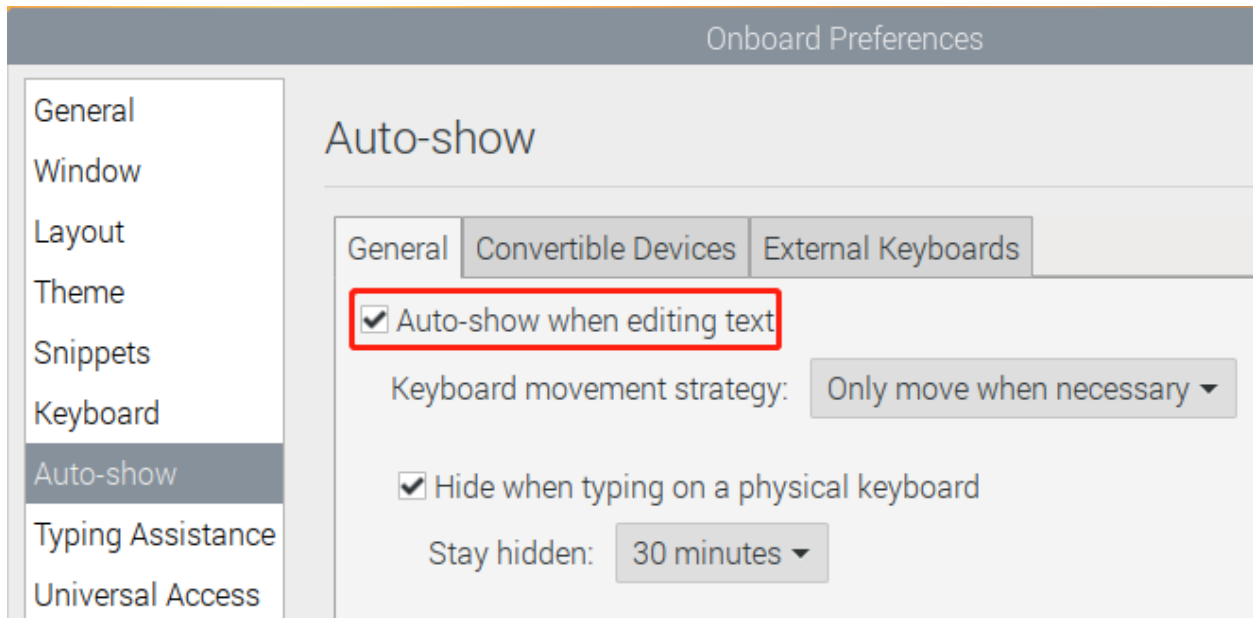 Onboard Preferences
General
Window
Layout
Theme
Snippets
Keyboard
Auto-show
Typing Assistance
Universal Access
Auto-show
General Convertible Devices External Keyboards
Auto-show when editing text
Keyboard movement strategy: Only move when necessary
Hide when typing on a physical keyboard
Stay hidden: 30 minutes